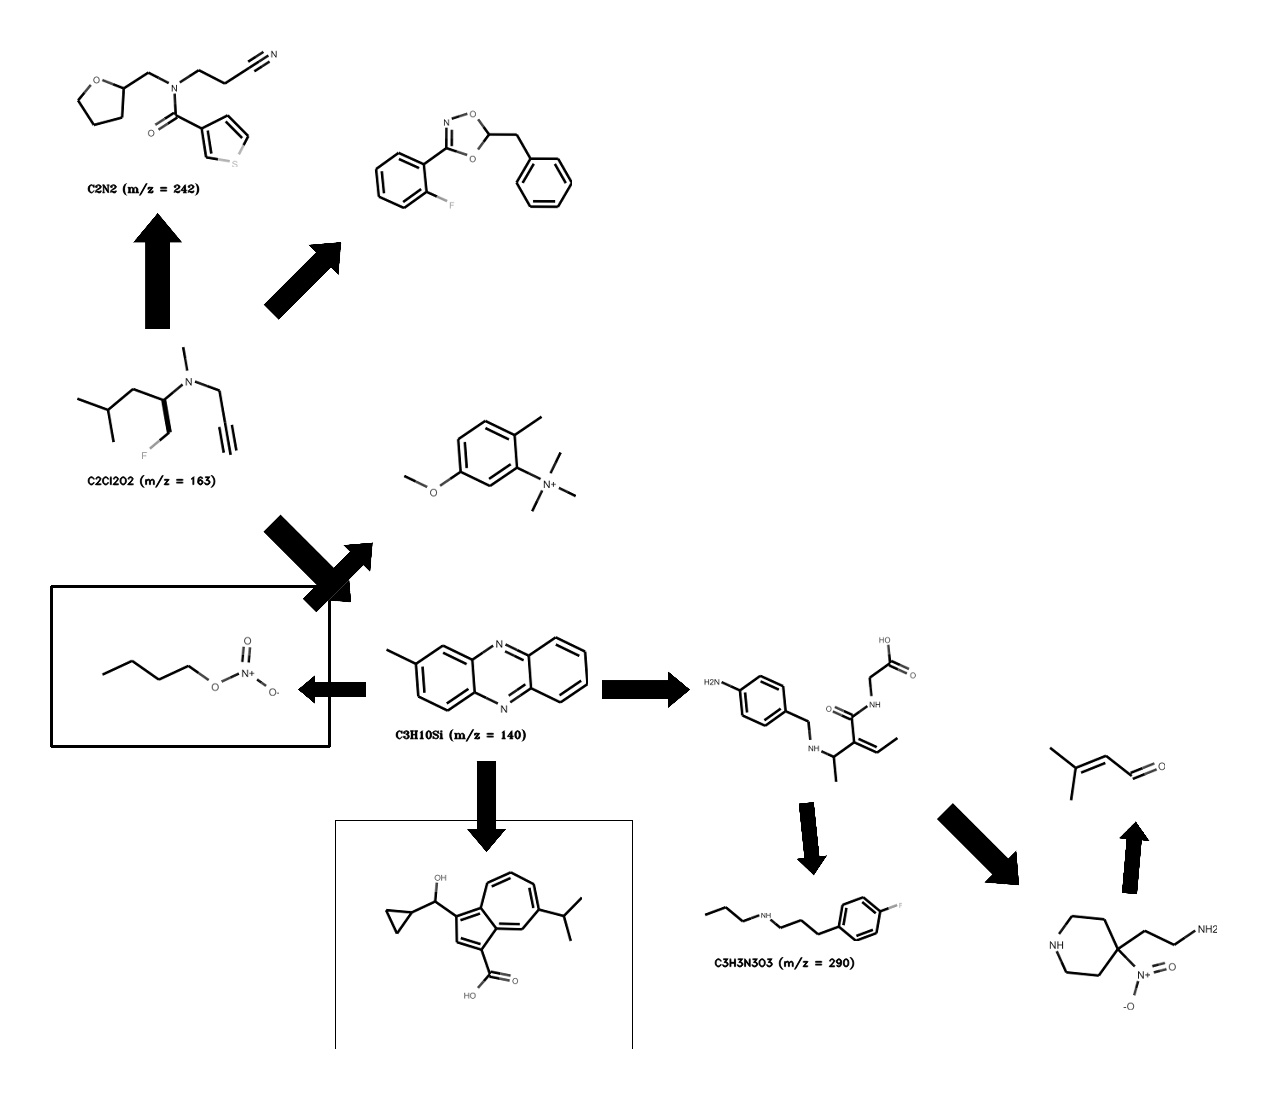 O
N
N
O
S
C2N2 (m/z = 242)
O
N
O
F
N
F
C2Cl2O2 (m/z = 163)
O
N+
O
O
N+
O-
N
N
C3H10Si (m/z = 140)
HO
O
NH
O
H2N
NH
O
OH
O
HO
NH
F
C3H3N3O3 (m/z = 290)
NH2
NH
N+
O
-O